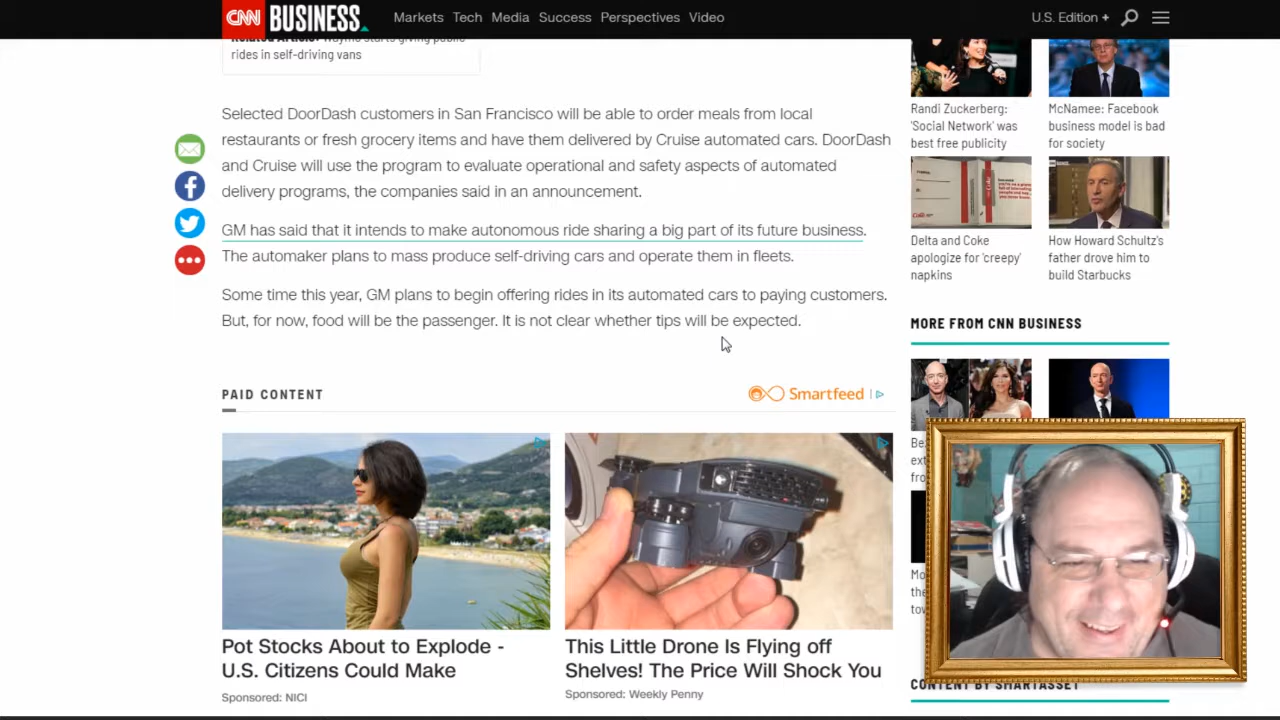 CNN BUSINESS Markets Tech Media Success Perspectives Video U.S. Edition +
rides in self-driving vans
Selected DoorDash customers in San Francisco will be able to order meals from local
restaurants or fresh grocery items and have them delivered by Cruise automated cars. DoorDash
and Cruise will use the program to evaluate operational and safety aspects of automated
delivery programs, the companies said in an announcement.
GM has said that it intends to make autonomous ride sharing a big part of its future business.
The automaker plans to mass produce self-driving cars and operate them in fleets.
Some time this year, GM plans to begin offering rides in its automated cars to paying customers.
But, for now, food will be the passenger. It is not clear whether tips will be expected.
PAID CONTENT
Smartfeed
Pot Stocks About to Explode -
U.S. Citizens Could Make
Sponsored: NICI
This Little Drone Is Flying off
Shelves! The Price Will Shock You
Sponsored: Weekly Penny
Randi Zuckerberg:
'Social Network' was
best free publicity
McNamee: Facebook
business model is bad
for society
Delta and Coke
apologize for 'creepy'
napkins
How Howard Schultz's
father drove him to
build Starbucks
MORE FROM CNN BUSINESS
CONTENT BY SMARTASSET